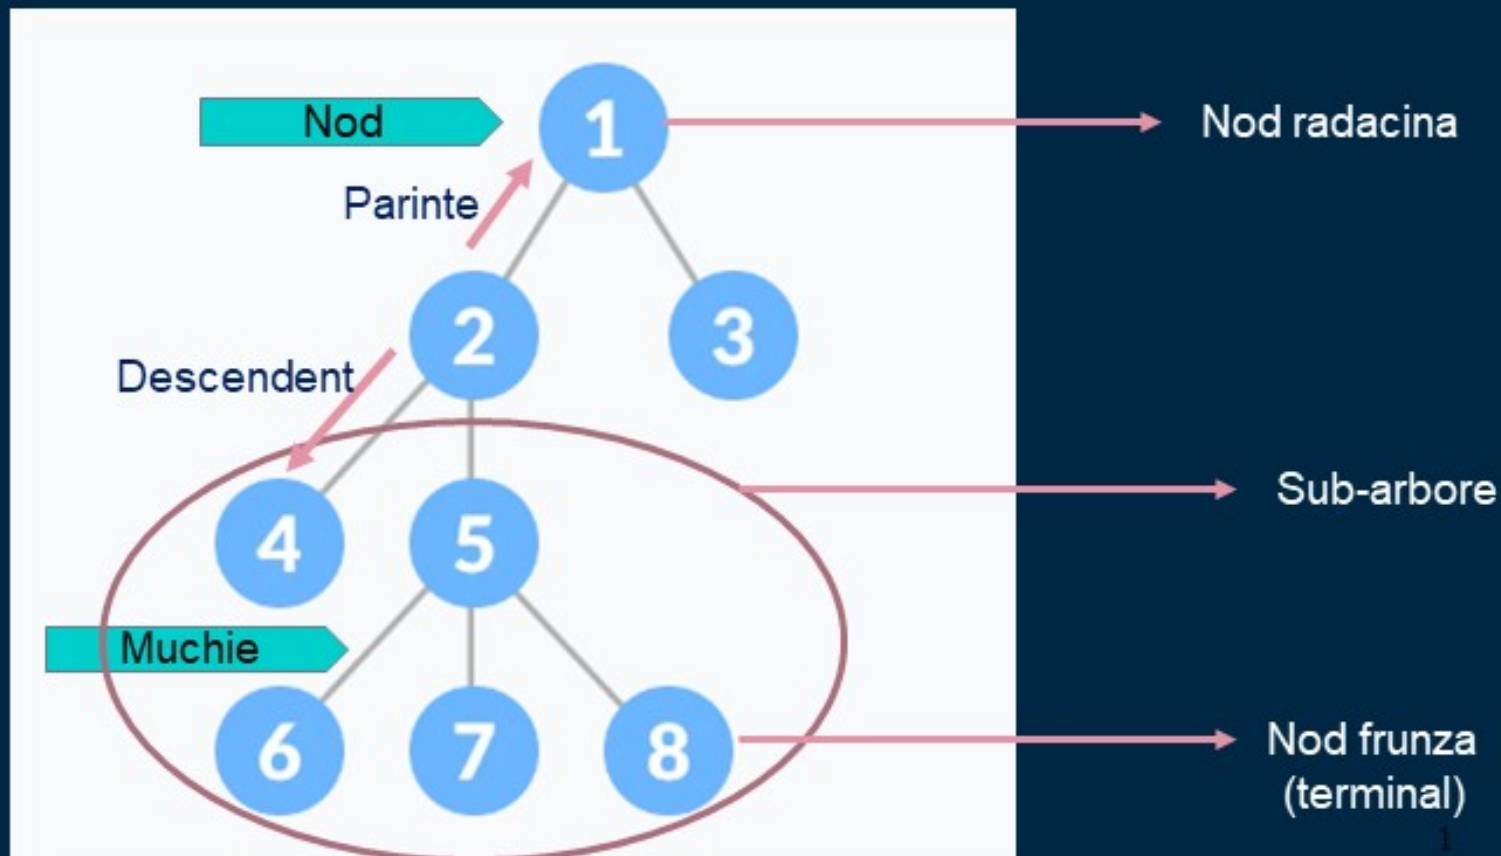 Nod
1
Nod radacina
Parinte
2
3
Descendent
4
5
Sub-arbore
Muchie
6
7
8
Nod frunza
(terminal)
1